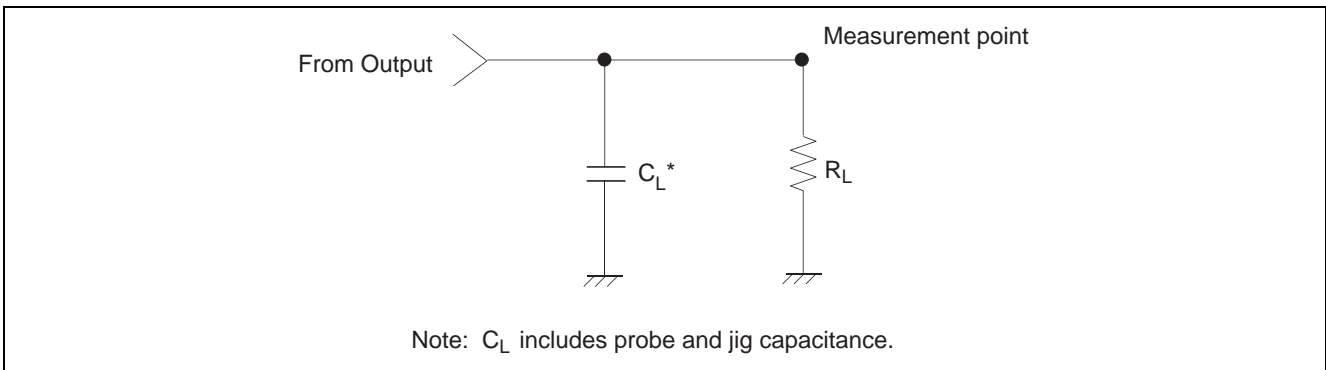 Measurement point
From Output
C_L*
R_L
Note: C_L includes probe and jig capacitance.